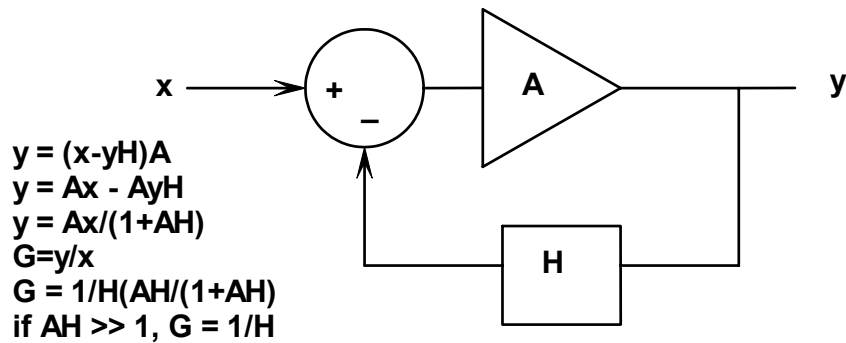 x
+
–
A
y
H
y = (x-yH)A
y = Ax - AyH
y = Ax/(1+AH)
G=y/x
G = 1/H(AH/(1+AH)
if AH >> 1, G = 1/H